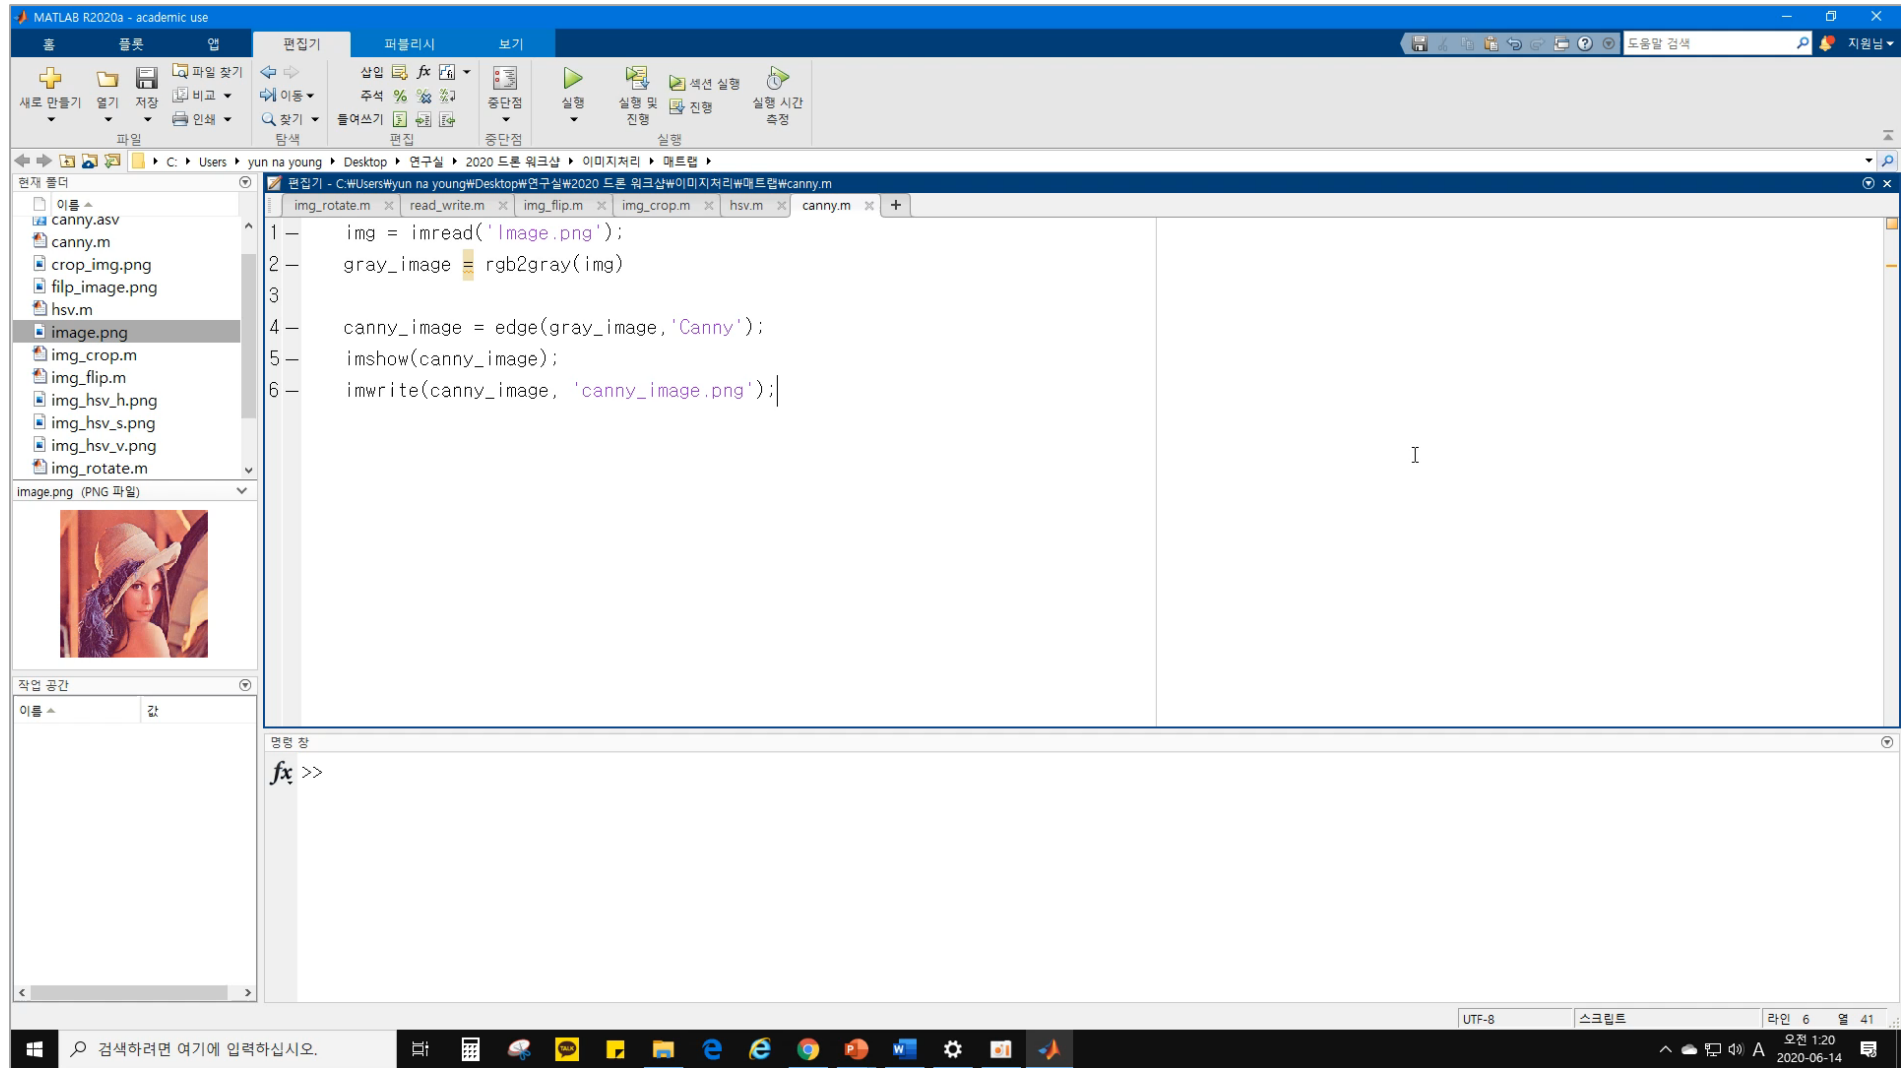 MATLAB R2020a - academic use
홈 플롯 앱 편집기 퍼블리시 보기 도움말 검색 지원님
새로 만들기 열기 저장 파일 찾기 비교 인쇄 파일
이동 찾기 탐색
삽입 fx 주석 들여쓰기 편집
중단점 중단점
실행 실행 및 진행 섹션 실행 진행 실행 시간 측정 실행
C: Users yun na young Desktop 연구실 2020 드론 워크샵 이미지처리 매트랩
현재 폴더
이름
canny.asv
canny.m
crop_img.png
filp_image.png
hsv.m
image.png
img_crop.m
img_flip.m
img_hsv_h.png
img_hsv_s.png
img_hsv_v.png
img_rotate.m
image.png (PNG 파일)
작업 공간
이름 값
편집기 - C:₩Users₩yun na young₩Desktop₩연구실₩2020 드론 워크샵₩이미지처리₩매트랩₩canny.m
img_rotate.m read_write.m img_flip.m img_crop.m hsv.m canny.m +
1 – img = imread('Image.png');
2 – gray_image = rgb2gray(img)
3
4 – canny_image = edge(gray_image,'Canny');
5 – imshow(canny_image);
6 – imwrite(canny_image, 'canny_image.png');
명령 창
fx >>
UTF-8 스크립트 라인 6 열 41
검색하려면 여기에 입력하십시오.
TALK
A 오전 1:20
2020-06-14